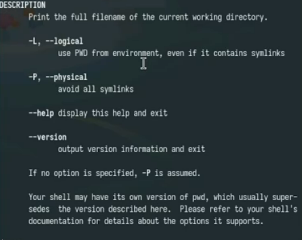 DESCRIPTION
Print the full filename of the current working directory.
-L, --logical
use PWD from environment, even if it contains symlinks
-P, --physical
avoid all symlinks
--help display this help and exit
--version
output version information and exit
If no option is specified, -P is assumed.
Your shell may have its own version of pwd, which usually super-
sedes the version described here. Please refer to your shell's
documentation for details about the options it supports.